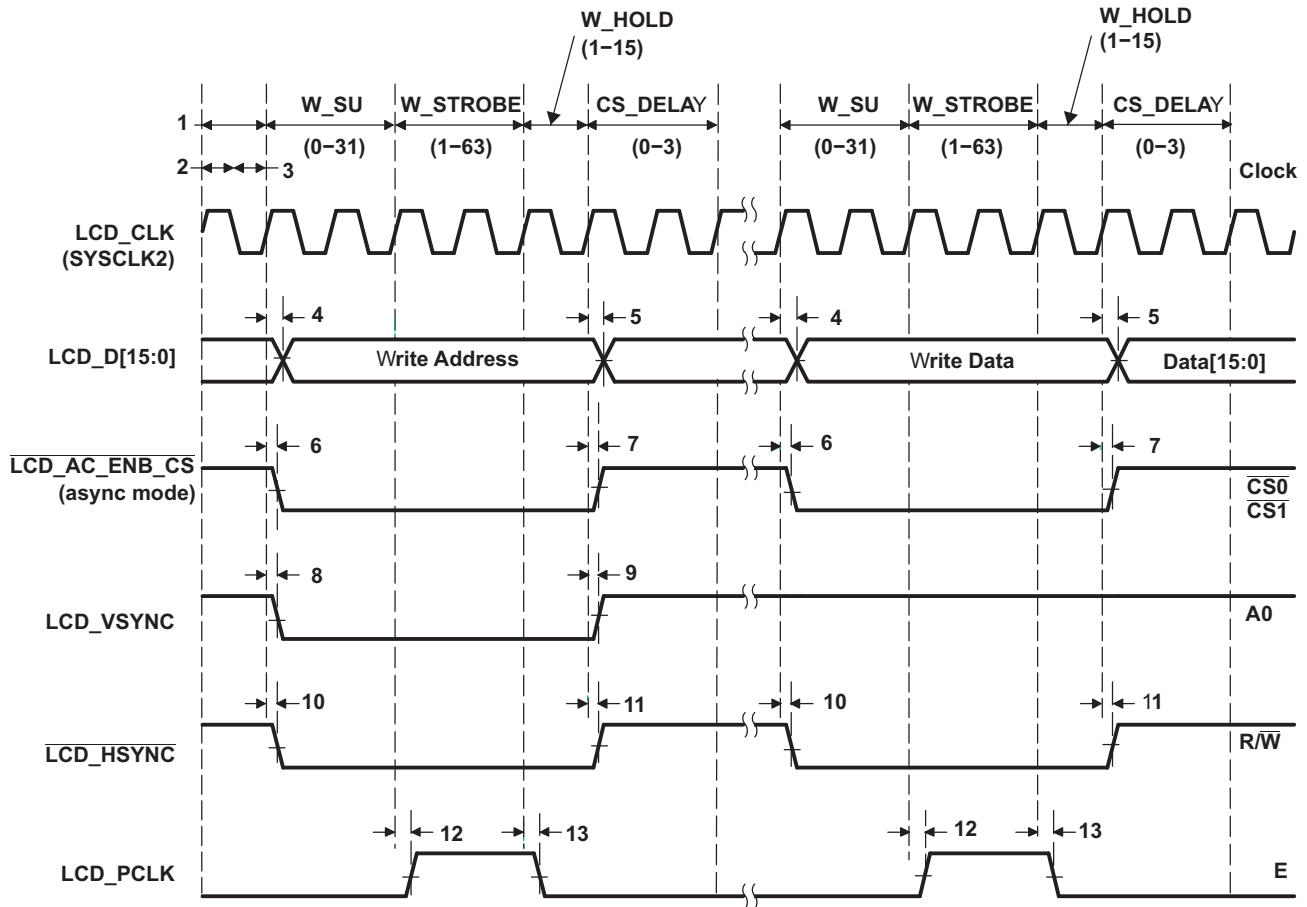 W_HOLD
(1−15)
W_HOLD
(1−15)
W_SU W_STROBE CS_DELAY W_SU W_STROBE CS_DELAY
1
(0−31) (1−63) (0−3) (0−31) (1−63) (0−3)
2 3 Clock
LCD_CLK
(SYSCLK2)
4 5 4 5
LCD_D[15:0] Write Address Write Data Data[15:0]
6 7 6 7
LCD_AC_ENB_CS
(async mode)
CS0
CS1
8 9
LCD_VSYNC A0
10 11 10 11
LCD_HSYNC R/W
12 13 12 13
LCD_PCLK E